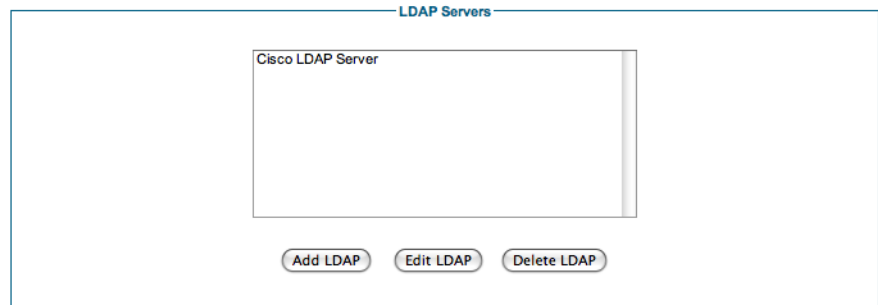 LDAP Servers
Cisco LDAP Server
Add LDAP Edit LDAP Delete LDAP